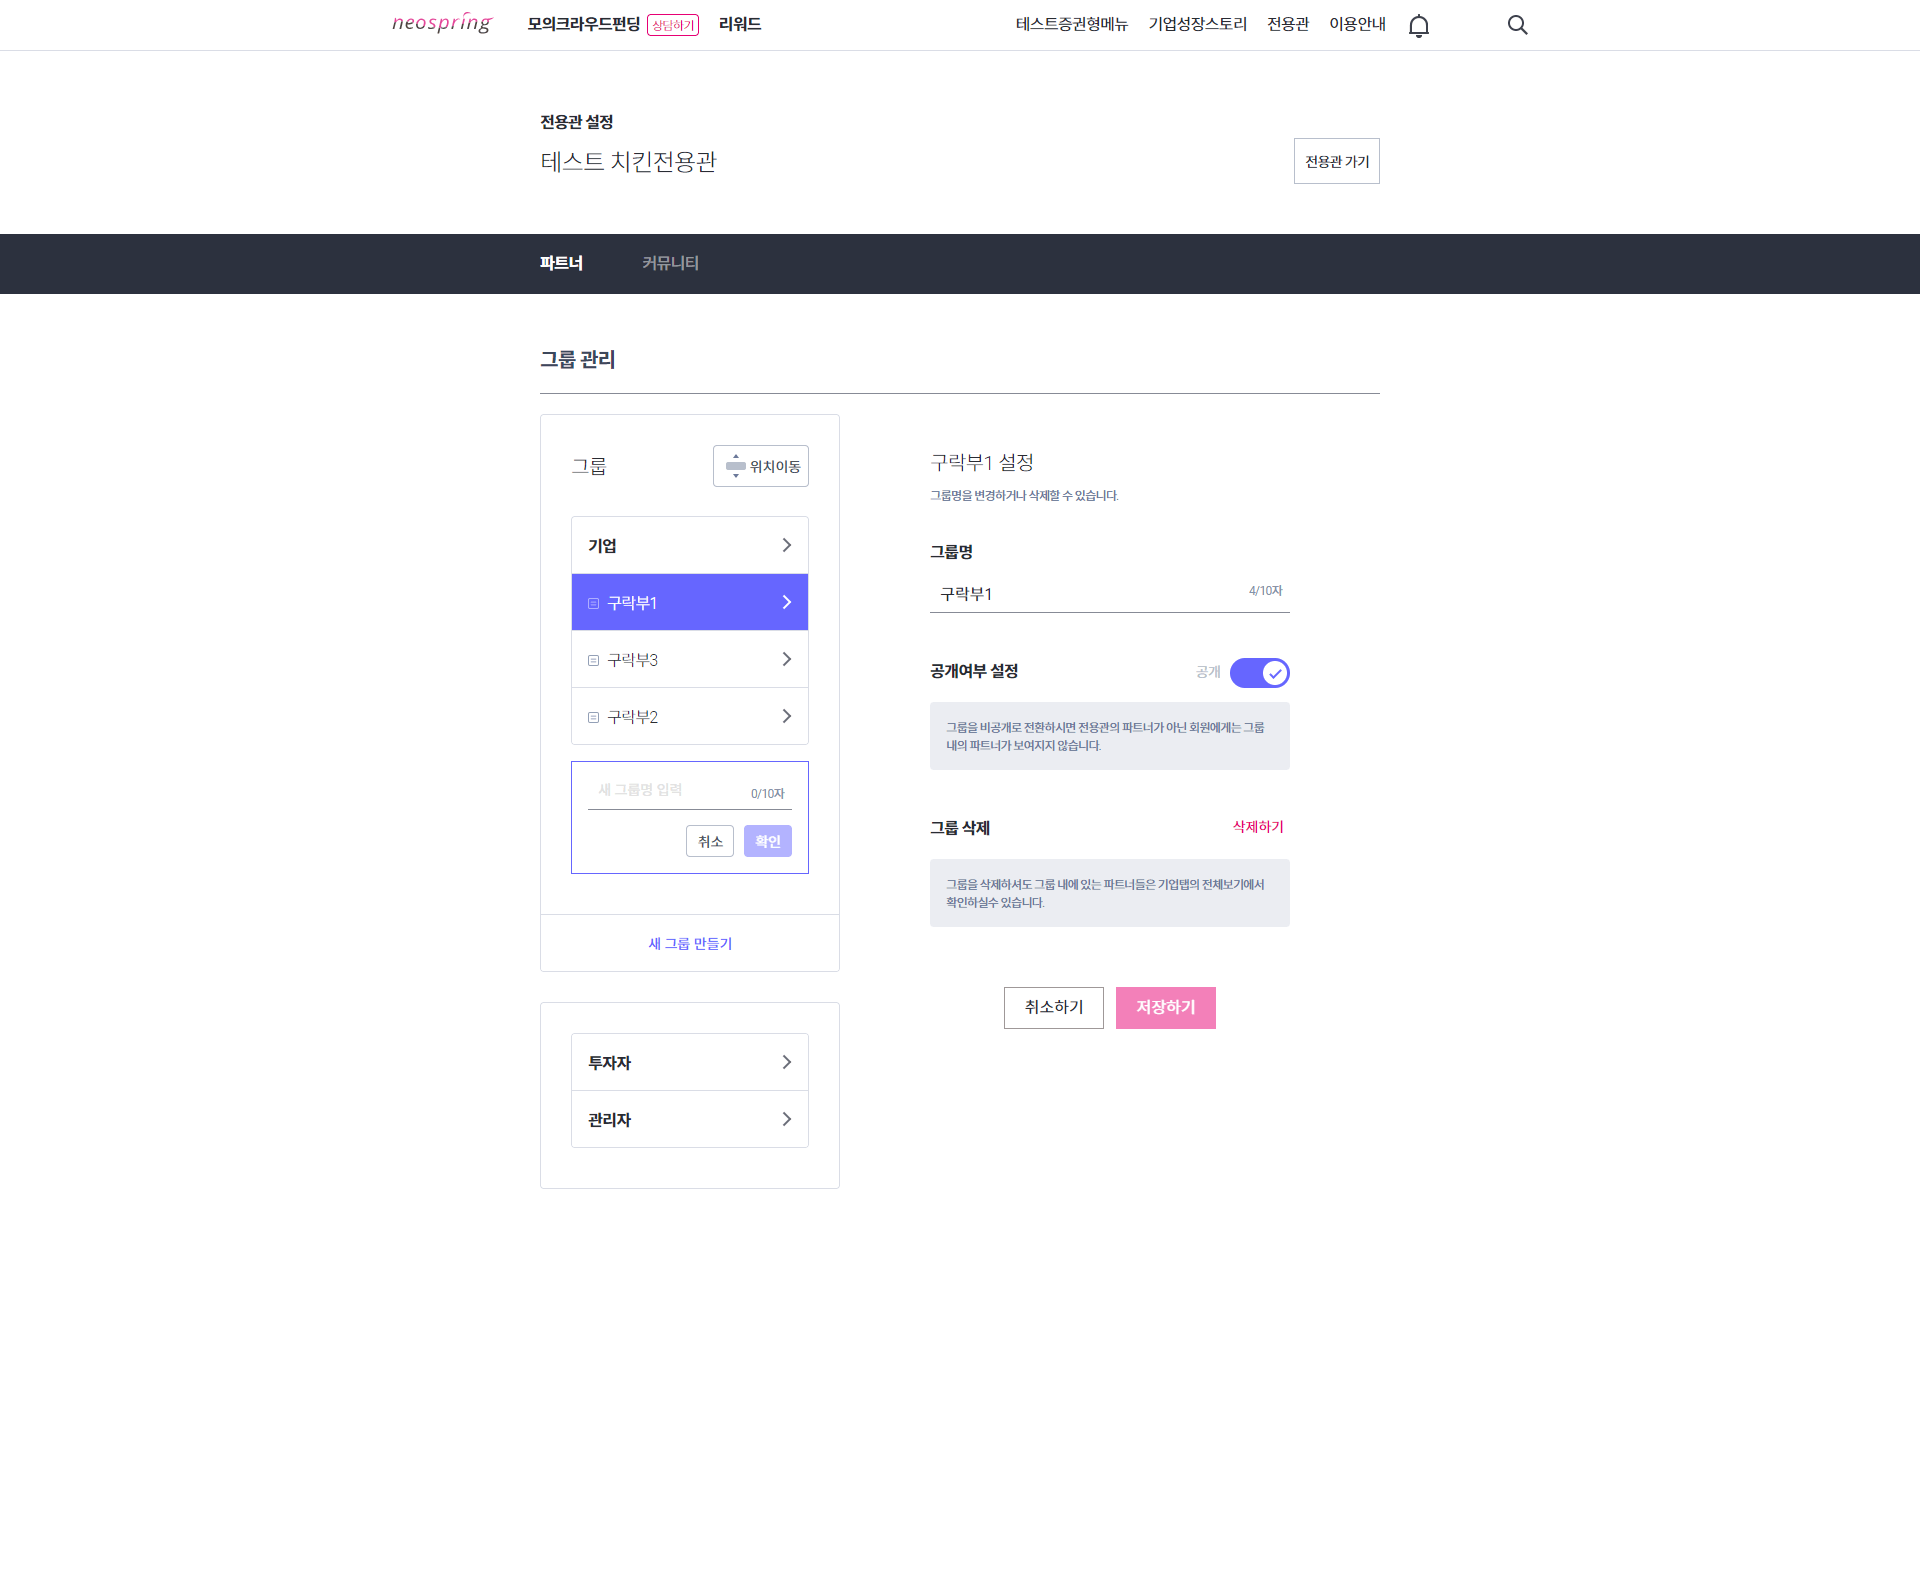 neospring 모의크라우드펀딩 상담하기 리워드 테스트증권형메뉴 기업성장스토리 전용관 이용안내
전용관 설정
테스트 치킨전용관
전용관 가기
파트너 커뮤니티
그룹 관리
그룹
위치이동
기업
구락부1
구락부3
구락부2
새 그룹명 입력 0/10자
취소 확인
새 그룹 만들기
투자자
관리자
구락부1 설정
그룹명을 변경하거나 삭제할 수 있습니다.
그룹명
구락부1 4/10자
공개여부 설정 공개
그룹을 비공개로 전환하시면 전용관의 파트너가 아닌 회원에게는 그룹
내의 파트너가 보여지지 않습니다.
그룹 삭제 삭제하기
그룹을 삭제하셔도 그룹 내에 있는 파트너들은 기업탭의 전체보기에서
확인하실수 있습니다.
취소하기 저장하기